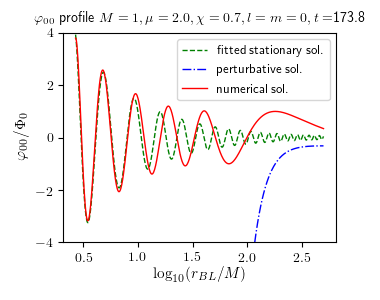 φ₀₀ profile M = 1, μ = 2.0, χ = 0.7, l = m = 0, t =173.8
φ₀₀/Φ₀
4
2
0
−2
−4
fitted stationary sol.
perturbative sol.
numerical sol.
0.5 1.0 1.5 2.0 2.5
log₁₀(r_BL/M)